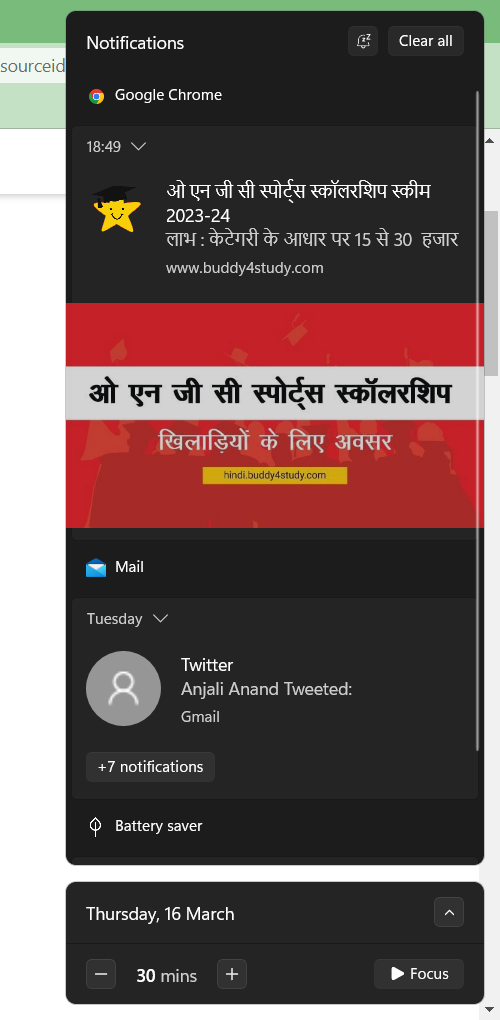 sourceid
Notifications
Clear all
Google Chrome
18:49
ओ एन जी सी स्पोर्ट्स स्कॉलरशिप स्कीम
2023-24
लाभ : केटेगरी के आधार पर 15 से 30 हजार
www.buddy4study.com
ओ एन जी सी स्पोर्ट्स स्कॉलरशिप
खिलाड़ियों के लिए अवसर
hindi.buddy4study.com
Mail
Tuesday
Twitter
Anjali Anand Tweeted:
Gmail
+7 notifications
Battery saver
Thursday, 16 March
30 mins
Focus